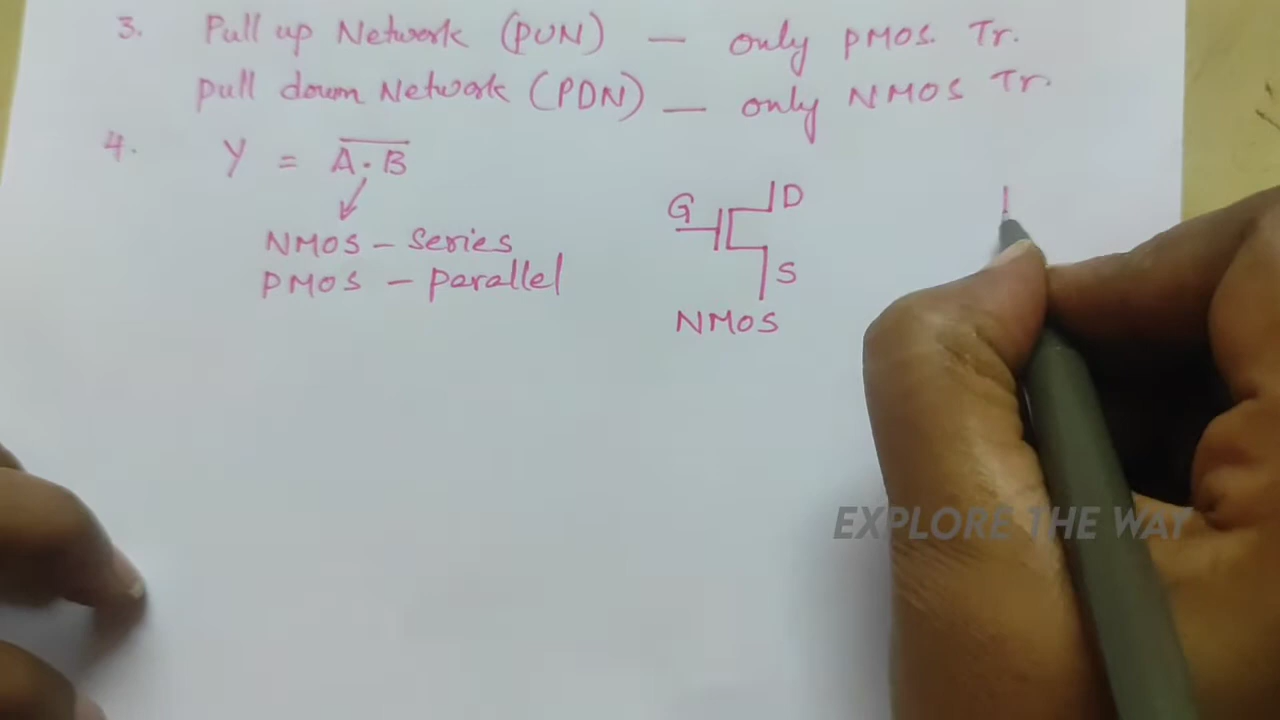 3. Pull up Network (PUN) — only PMOS. Tr.
pull down Network (PDN) — only NMOS Tr.
4. Y = \overline{A.B}
NMOS - Series
PMOS - parallel
G D
S
NMOS
EXPLORE THE WAY